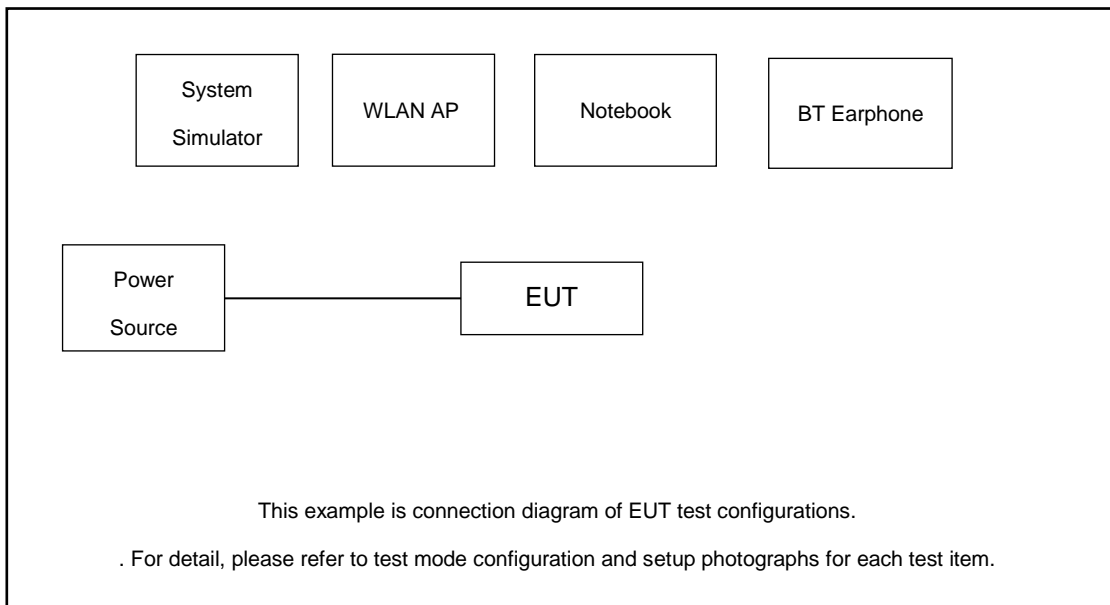 System
Simulator
WLAN AP
Notebook
BT Earphone
Power
Source
EUT
This example is connection diagram of EUT test configurations.
. For detail, please refer to test mode configuration and setup photographs for each test item.